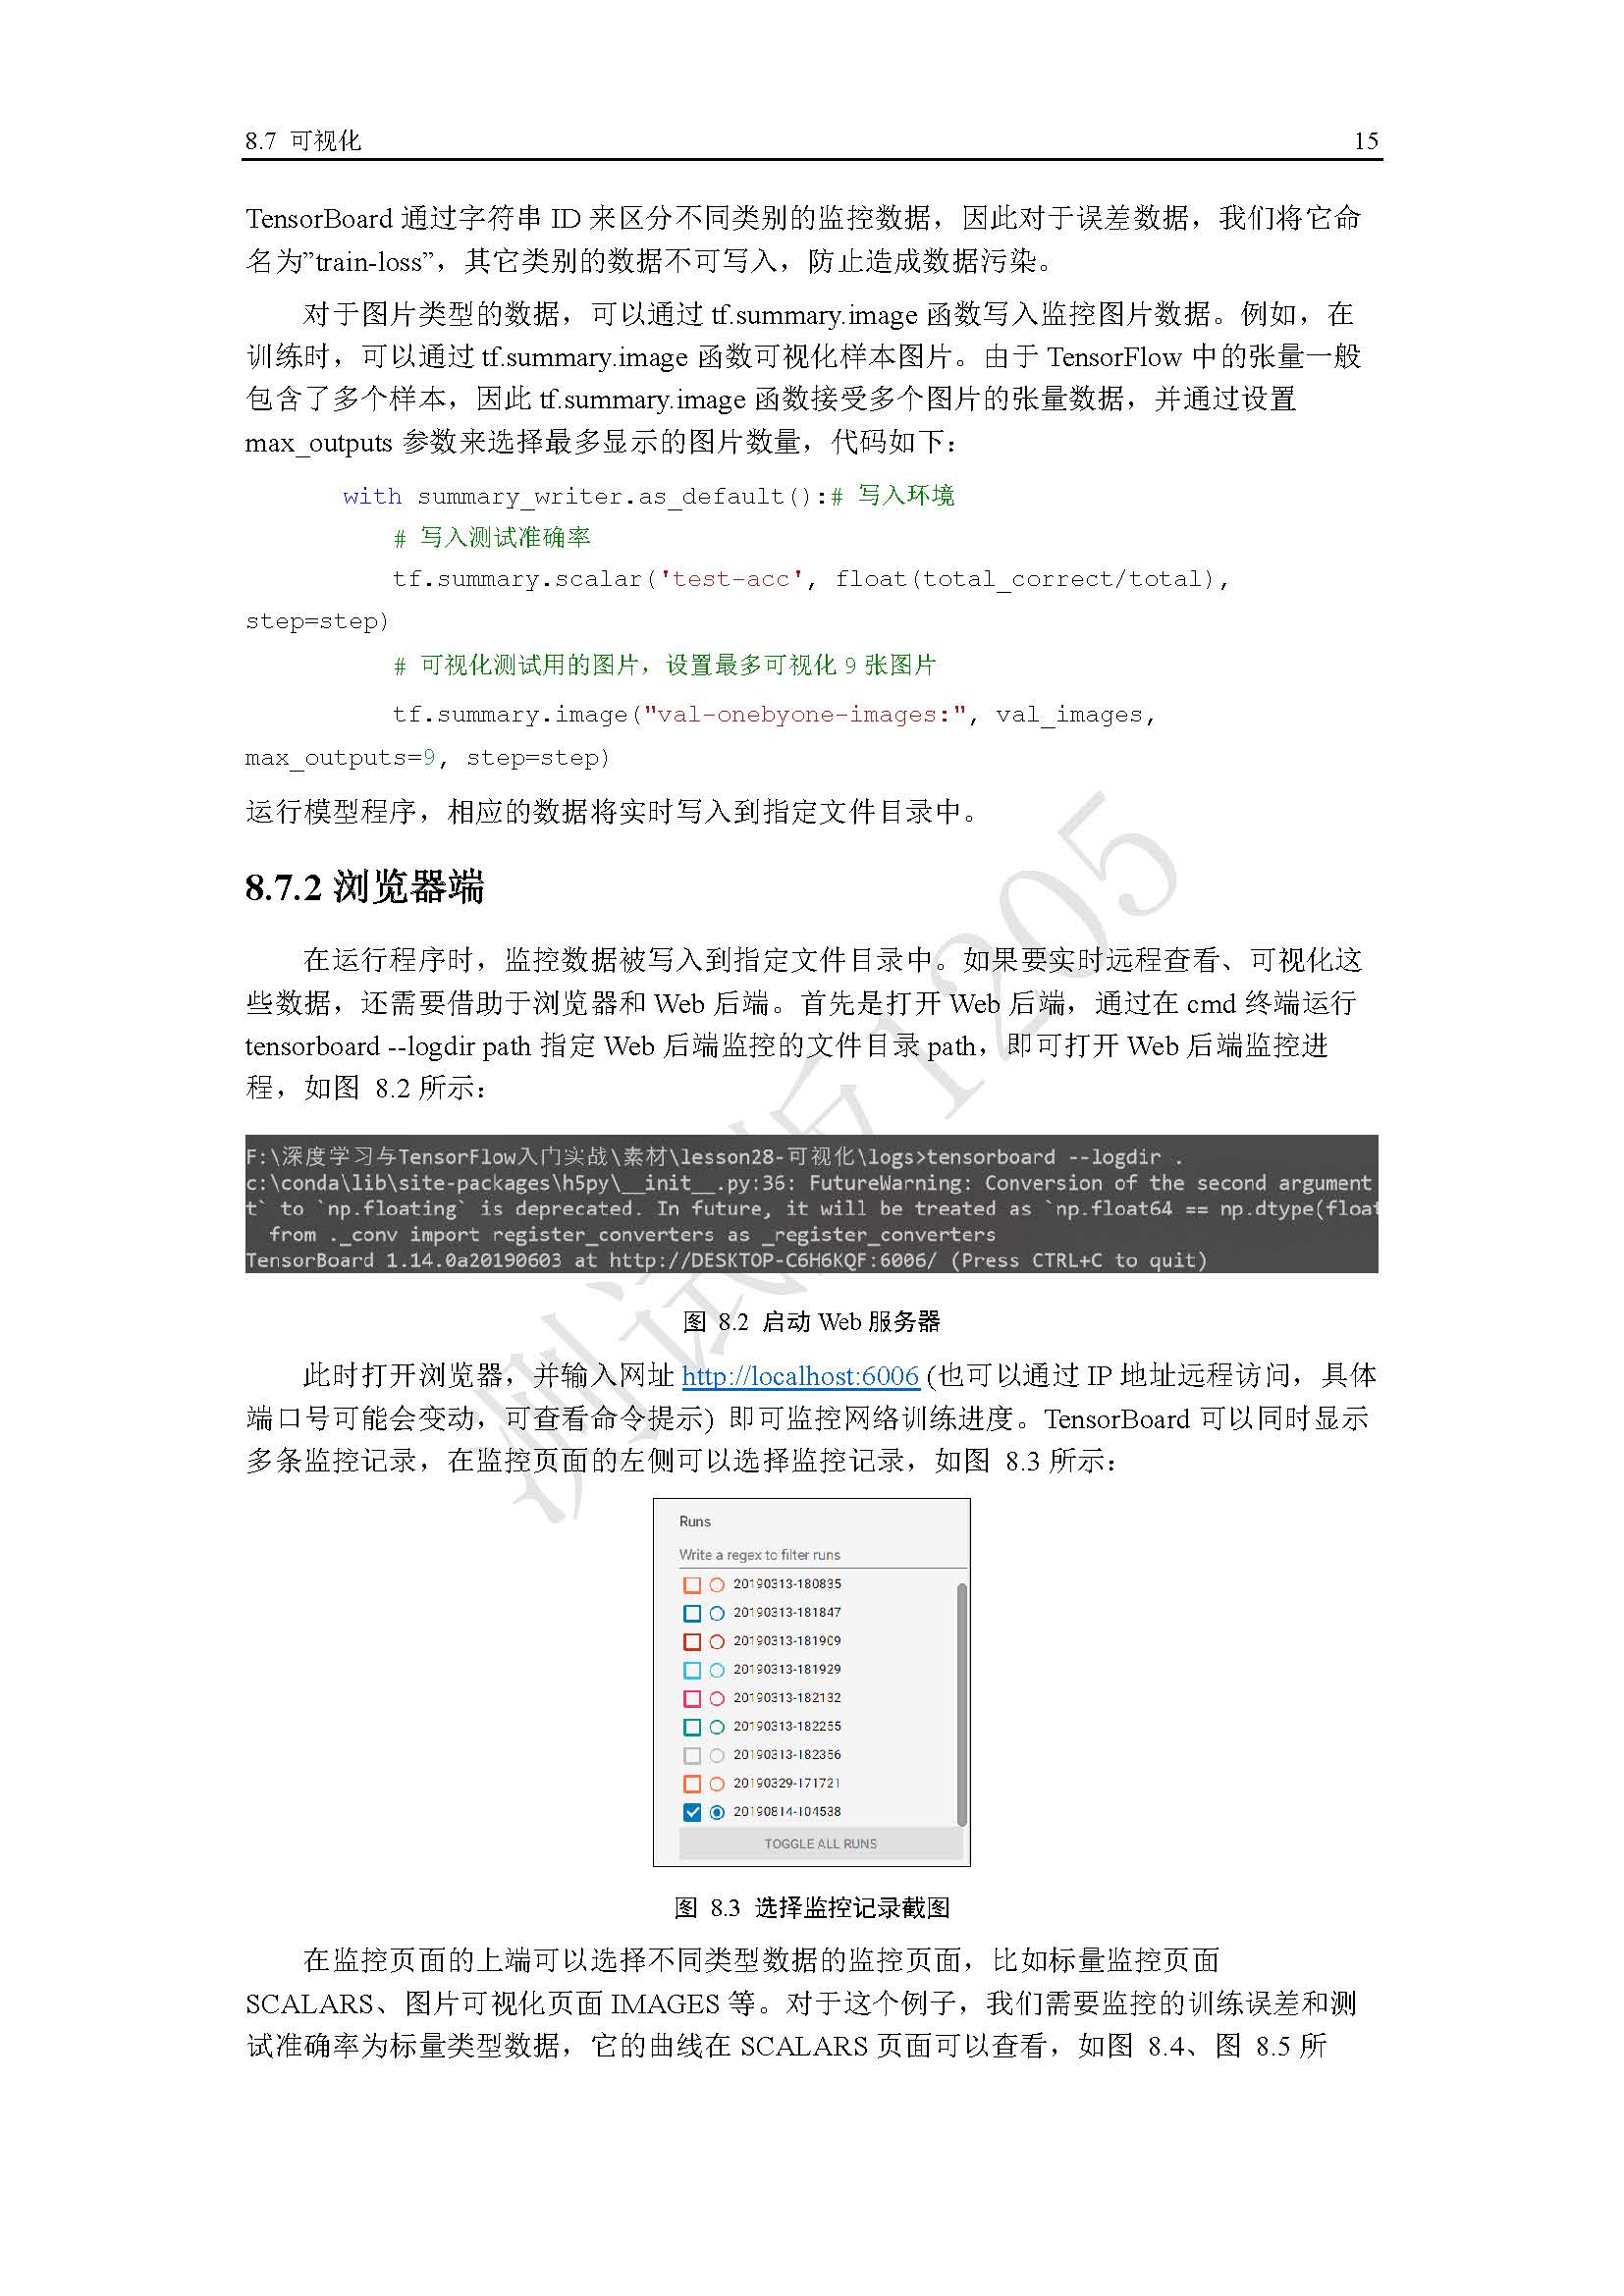 8.7 可视化 15
TensorBoard 通过字符串 ID 来区分不同类别的监控数据，因此对于误差数据，我们将它命
名为”train-loss”，其它类别的数据不可写入，防止造成数据污染。
对于图片类型的数据，可以通过 tf.summary.image 函数写入监控图片数据。例如，在
训练时，可以通过 tf.summary.image 函数可视化样本图片。由于 TensorFlow 中的张量一般
包含了多个样本，因此 tf.summary.image 函数接受多个图片的张量数据，并通过设置
max_outputs 参数来选择最多显示的图片数量，代码如下：
with summary_writer.as_default():# 写入环境
# 写入测试准确率
tf.summary.scalar('test-acc', float(total_correct/total),
step=step)
# 可视化测试用的图片，设置最多可视化 9 张图片
tf.summary.image("val-onebyone-images:", val_images,
max_outputs=9, step=step)
运行模型程序，相应的数据将实时写入到指定文件目录中。
8.7.2 浏览器端
在运行程序时，监控数据被写入到指定文件目录中。如果要实时远程查看、可视化这
些数据，还需要借助于浏览器和 Web 后端。首先是打开 Web 后端，通过在 cmd 终端运行
tensorboard --logdir path 指定 Web 后端监控的文件目录 path，即可打开 Web 后端监控进
程，如图 8.2 所示：
F:\深度学习与TensorFlow入门实战\素材\lesson28-可视化\logs>tensorboard --logdir .
c:\conda\lib\site-packages\h5py\__init__.py:36: FutureWarning: Conversion of the second argument
t` to `np.floating` is deprecated. In future, it will be treated as `np.float64 == np.dtype(float
from ._conv import register_converters as _register_converters
TensorBoard 1.14.0a20190603 at http://DESKTOP-C6H6KQF:6006/ (Press CTRL+C to quit)
图 8.2 启动 Web 服务器
此时打开浏览器，并输入网址 http://localhost:6006 (也可以通过 IP 地址远程访问，具体
端口号可能会变动，可查看命令提示) 即可监控网络训练进度。TensorBoard 可以同时显示
多条监控记录，在监控页面的左侧可以选择监控记录，如图 8.3 所示：
Runs
Write a regex to filter runs
20190313-180835
20190313-181847
20190313-181909
20190313-181929
20190313-182132
20190313-182255
20190313-182356
20190329-171721
20190814-104538
TOGGLE ALL RUNS
图 8.3 选择监控记录截图
在监控页面的上端可以选择不同类型数据的监控页面，比如标量监控页面
SCALARS、图片可视化页面 IMAGES 等。对于这个例子，我们需要监控的训练误差和测
试准确率为标量类型数据，它的曲线在 SCALARS 页面可以查看，如图 8.4、图 8.5 所
测试版1205